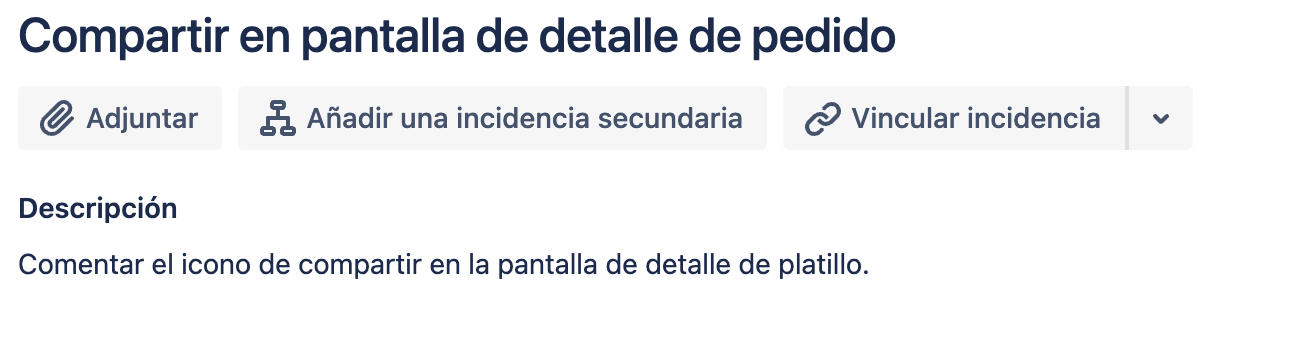 Compartir en pantalla de detalle de pedido
Adjuntar Añadir una incidencia secundaria Vincular incidencia
Descripción
Comentar el icono de compartir en la pantalla de detalle de platillo.